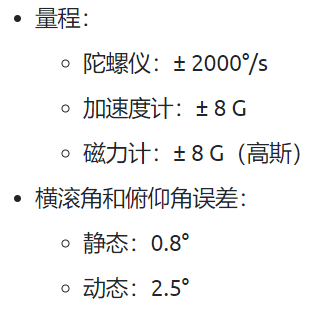 量程：
陀螺仪：± 2000°/s
加速度计：± 8 G
磁力计：± 8 G（高斯）
横滚角和俯仰角误差：
静态：0.8°
动态：2.5°